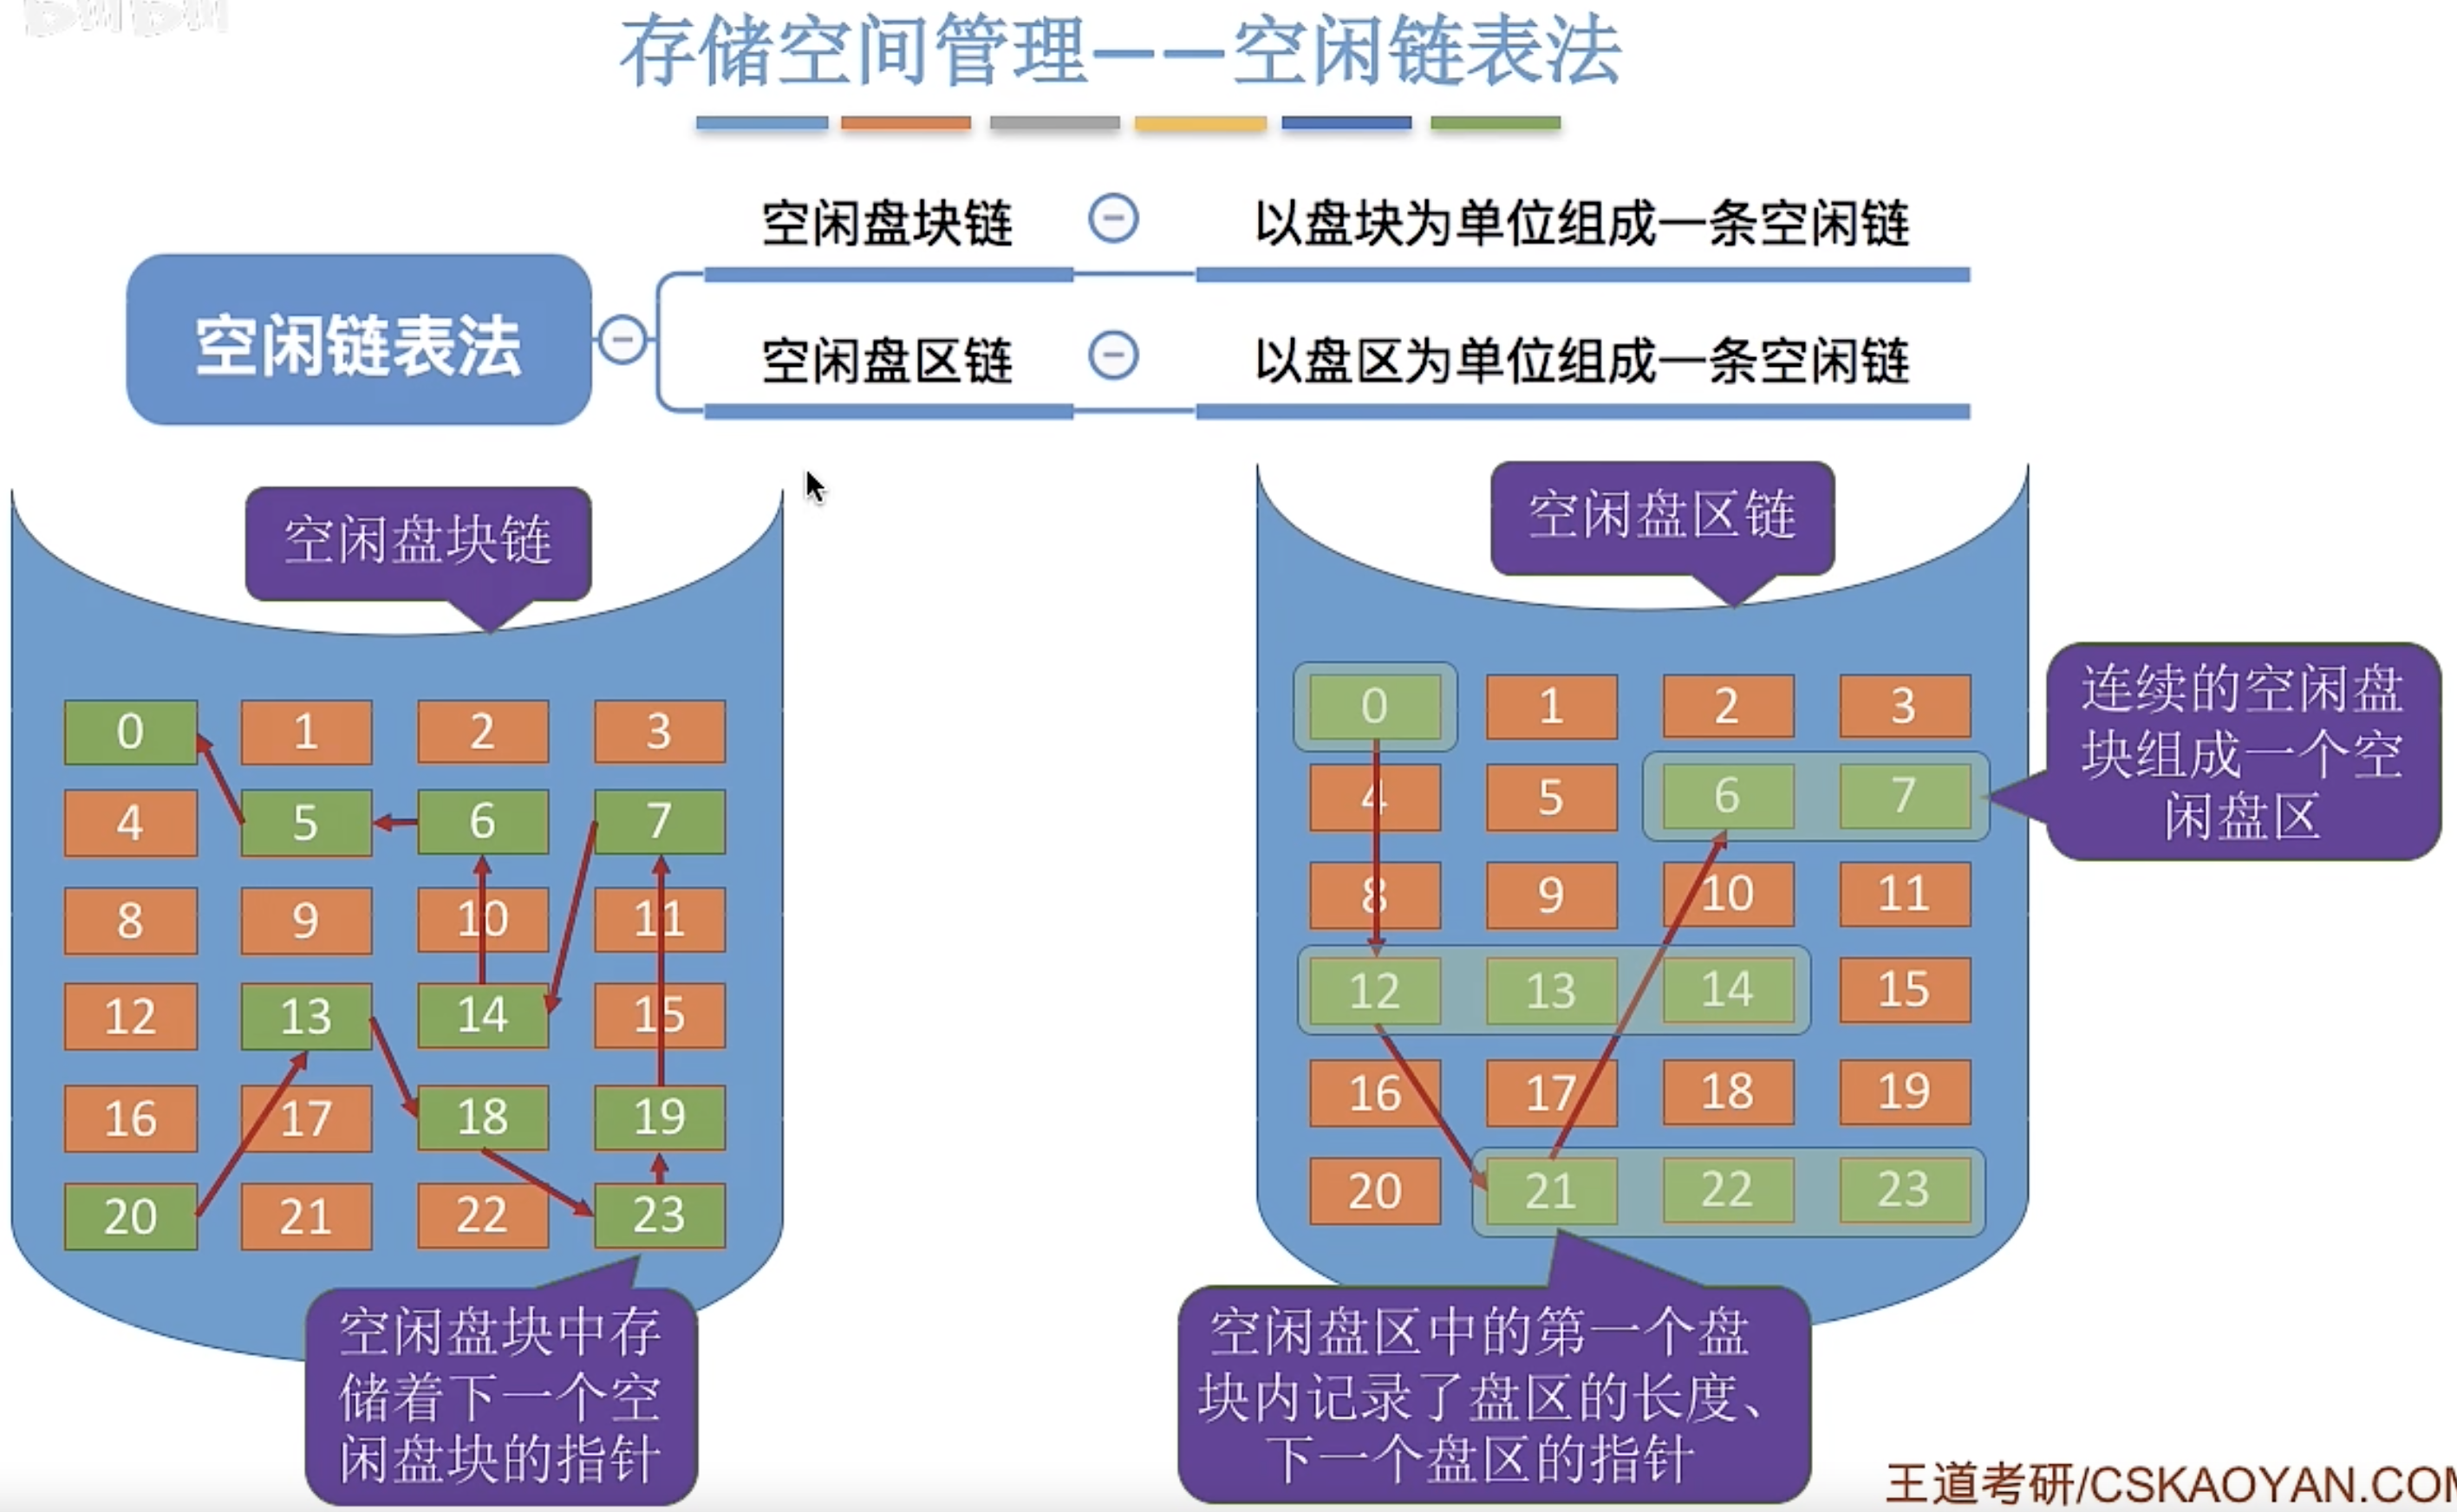 存储空间管理——空闲链表法
空闲链表法
空闲盘块链
以盘块为单位组成一条空闲链
空闲盘区链
以盘区为单位组成一条空闲链
空闲盘块链
0 1 2 3
4 5 6 7
8 9 10 11
12 13 14 15
16 17 18 19
20 21 22 23
空闲盘块中存
储着下一个空
闲盘块的指针
空闲盘区链
0 1 2 3
4 5 6 7
8 9 10 11
12 13 14 15
16 17 18 19
20 21 22 23
连续的空闲盘
块组成一个空
闲盘区
空闲盘区中的第一个盘
块内记录了盘区的长度、
下一个盘区的指针
王道考研/CSKAOYAN.COM